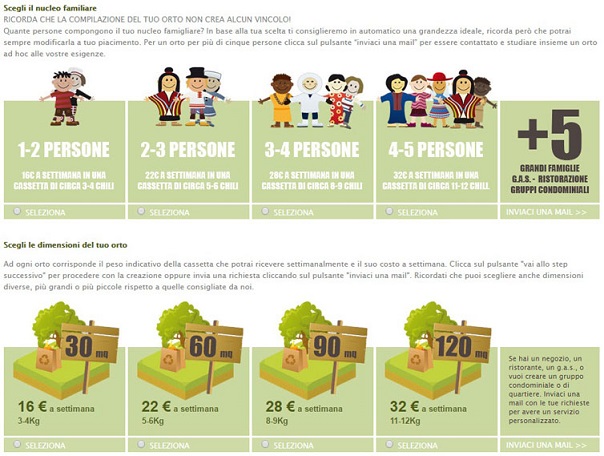 Scegli il nucleo familiare
RICORDA CHE LA COMPILAZIONE DEL TUO ORTO NON CREA ALCUN VINCOLO!
Quante persone compongono il tuo nucleo famigliare? In base alla tua scelta ti consiglieremo in automatico una grandezza ideale, ricorda però che potrai
sempre modificarla a tuo piacimento. Per un orto per più di cinque persone clicca sul pulsante "inviaci una mail" per essere contattato e studiare insieme un orto
ad hoc alle vostre esigenze.
1-2 PERSONE
16€ A SETTIMANA IN UNA
CASSETTA DI CIRCA 3-4 CHILI
SELEZIONA
2-3 PERSONE
22€ A SETTIMANA IN UNA
CASSETTA DI CIRCA 5-6 CHILI
SELEZIONA
3-4 PERSONE
28€ A SETTIMANA IN UNA
CASSETTA DI CIRCA 8-9 CHILI
SELEZIONA
4-5 PERSONE
32€ A SETTIMANA IN UNA
CASSETTA DI CIRCA 11-12 CHILI.
SELEZIONA
+5
GRANDI FAMIGLIE
G.A.S. - RISTORAZIONE
GRUPPI CONDOMINIALI
INVIACI UNA MAIL >>
Scegli le dimensioni del tuo orto
Ad ogni orto corrisponde il peso indicativo della cassetta che potrai ricevere settimanalmente e il suo costo a settimana. Clicca sul pulsante "vai allo step
successivo" per procedere con la creazione oppure invia una richiesta cliccando sul pulsante "inviaci una mail". Ricordati che puoi scegliere anche dimensioni
diverse, più grandi o più piccole rispetto a quelle consigliate da noi.
30 mq
16 € a settimana
3-4Kg
SELEZIONA
60 mq
22 € a settimana
5-6Kg
SELEZIONA
90 mq
28 € a settimana
8-9Kg
SELEZIONA
120 mq
32 € a settimana
11-12Kg
SELEZIONA
Se hai un negozio, un
ristorante, un g.a.s., o
vuoi creare un gruppo
condominiale o di
quartiere. Inviaci una
mail con le tue richieste
per avere un servizio
personalizzato.
INVIACI UNA MAIL >>